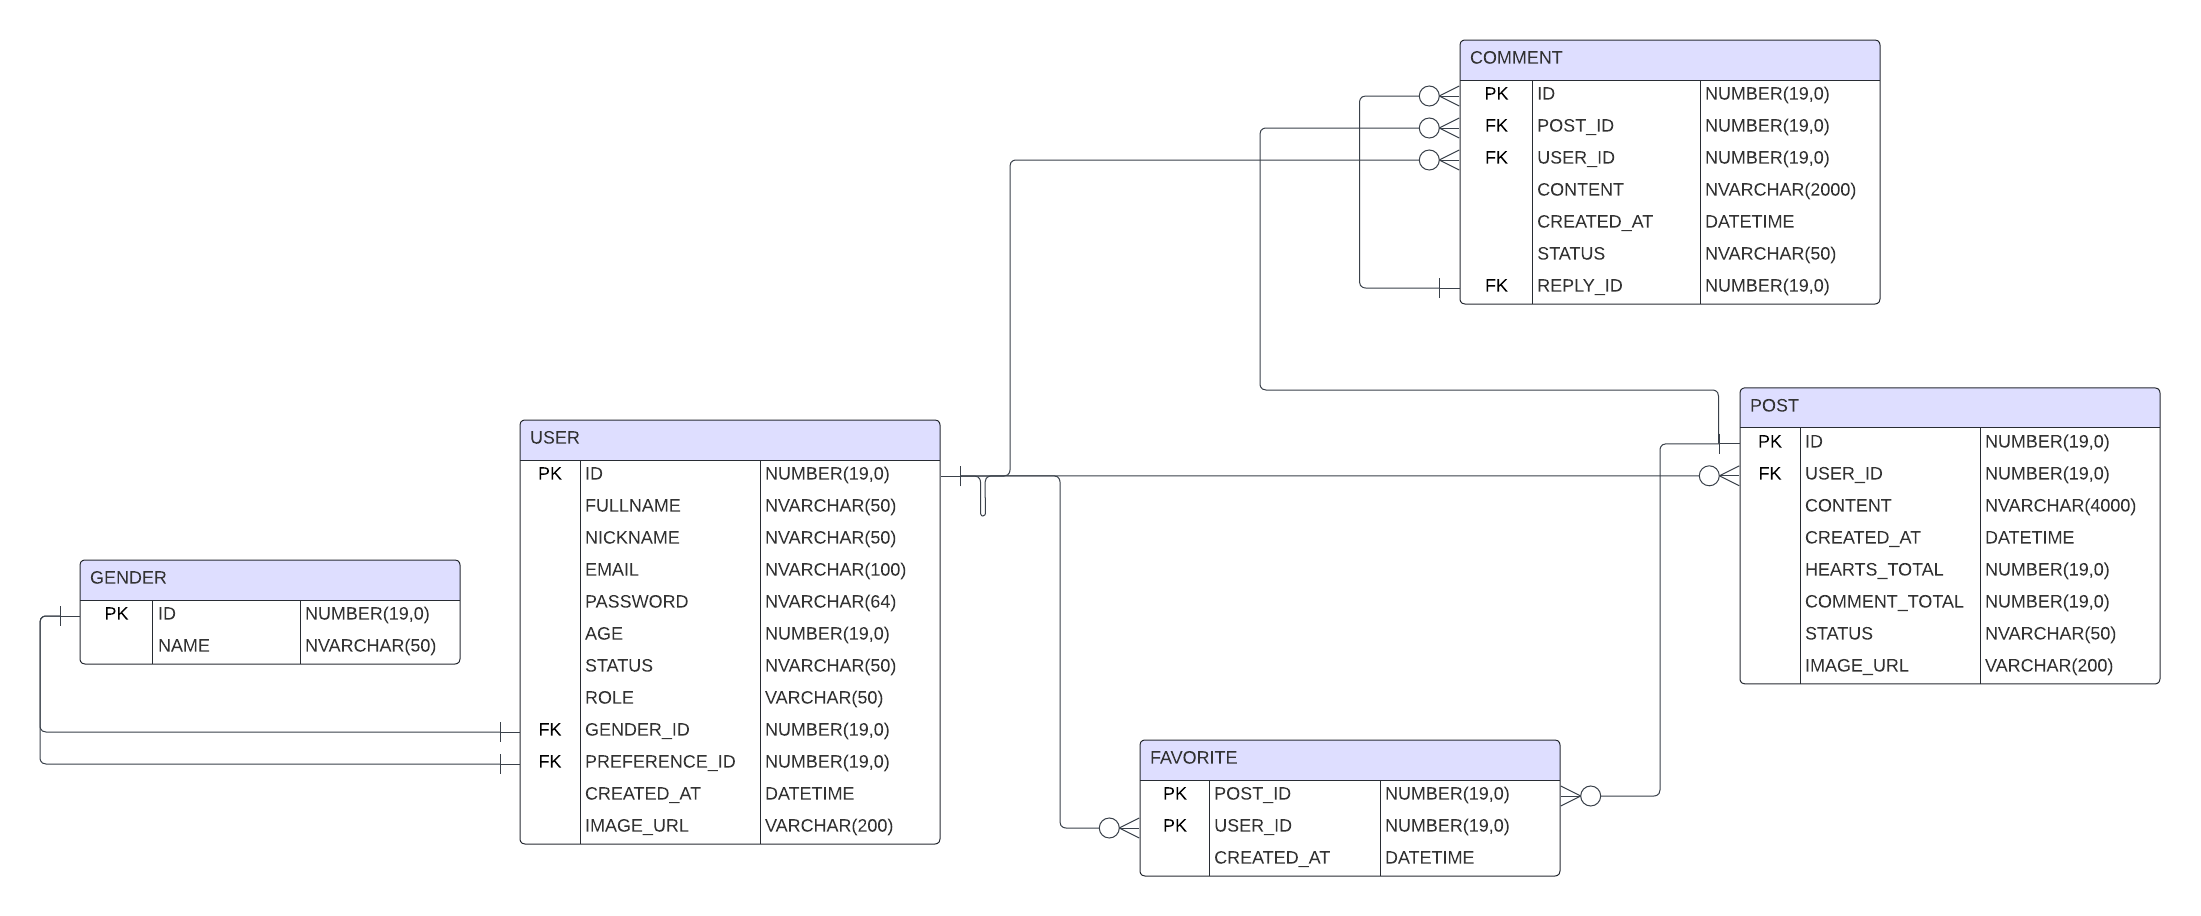 COMMENT
PK ID NUMBER(19,0)
FK POST_ID NUMBER(19,0)
FK USER_ID NUMBER(19,0)
CONTENT NVARCHAR(2000)
CREATED_AT DATETIME
STATUS NVARCHAR(50)
FK REPLY_ID NUMBER(19,0)
POST
PK ID NUMBER(19,0)
FK USER_ID NUMBER(19,0)
CONTENT NVARCHAR(4000)
CREATED_AT DATETIME
HEARTS_TOTAL NUMBER(19,0)
COMMENT_TOTAL NUMBER(19,0)
STATUS NVARCHAR(50)
IMAGE_URL VARCHAR(200)
USER
PK ID NUMBER(19,0)
FULLNAME NVARCHAR(50)
NICKNAME NVARCHAR(50)
EMAIL NVARCHAR(100)
PASSWORD NVARCHAR(64)
AGE NUMBER(19,0)
STATUS NVARCHAR(50)
ROLE VARCHAR(50)
FK GENDER_ID NUMBER(19,0)
FK PREFERENCE_ID NUMBER(19,0)
CREATED_AT DATETIME
IMAGE_URL VARCHAR(200)
GENDER
PK ID NUMBER(19,0)
NAME NVARCHAR(50)
FAVORITE
PK POST_ID NUMBER(19,0)
PK USER_ID NUMBER(19,0)
CREATED_AT DATETIME